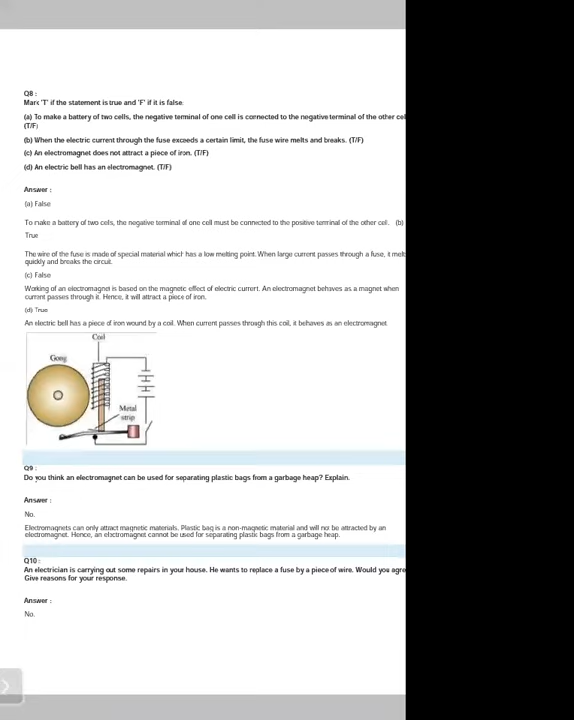 Q8 :
Mark 'T' if the statement is true and 'F' if it is false:
(a) To make a battery of two cells, the negative terminal of one cell is connected to the negative terminal of the other cel
(T/F)
(b) When the electric current through the fuse exceeds a certain limit, the fuse wire melts and breaks. (T/F)
(c) An electromagnet does not attract a piece of iron. (T/F)
(d) An electric bell has an electromagnet. (T/F)
Answer :
(a) False
To make a battery of two cells, the negative terminal of one cell must be connected to the positive terminal of the other cell. (b)
True
The wire of the fuse is made of special material which has a low melting point. When large current passes through a fuse, it melt
quickly and breaks the circuit.
(c) False
Working of an electromagnet is based on the magnetic effect of electric current. An electromagnet behaves as a magnet when
current passes through it. Hence, it will attract a piece of iron.
(d) True
An electric bell has a piece of iron wound by a coil. When current passes through this coil, it behaves as an electromagnet
Coil
Gong
Metal
strip
Q9 :
Do you think an electromagnet can be used for separating plastic bags from a garbage heap? Explain.
Answer :
No.
Electromagnets can only attract magnetic materials. Plastic bag is a non-magnetic material and will not be attracted by an
electromagnet. Hence, an electromagnet cannot be used for separating plastic bags from a garbage heap.
Q10 :
An electrician is carrying out some repairs in your house. He wants to replace a fuse by a piece of wire. Would you agre
Give reasons for your response.
Answer :
No.